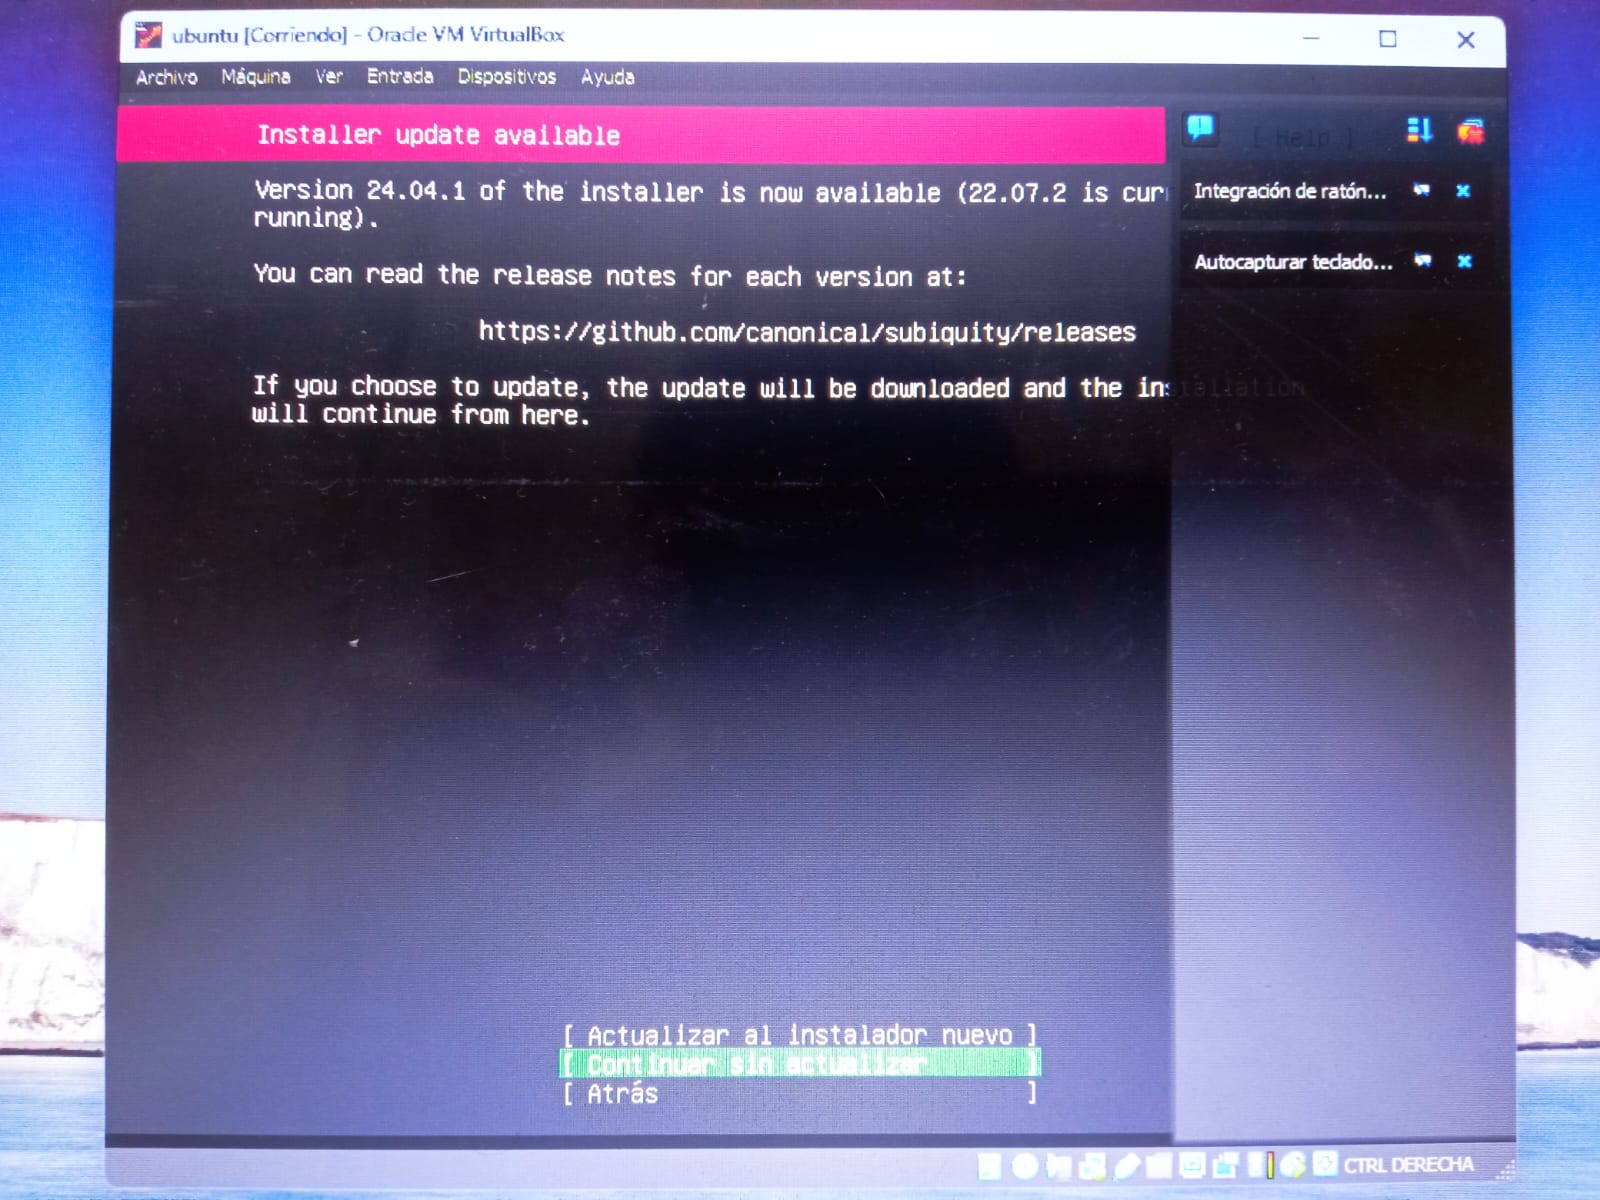 ubuntu [Corriendo] - Oracle VM VirtualBox
Archivo Máquina Ver Entrada Dispositivos Ayuda
Installer update available
[ Help ]
Version 24.04.1 of the installer is now available (22.07.2 is curr
running).
Integración de ratón...
You can read the release notes for each version at:
Autocapturar teclado...
https://github.com/canonical/subiquity/releases
If you choose to update, the update will be downloaded and the installation
will continue from here.
[ Actualizar al instalador nuevo ]
[ Continuar sin actualizar ]
[ Atrás ]
CTRL DERECHA